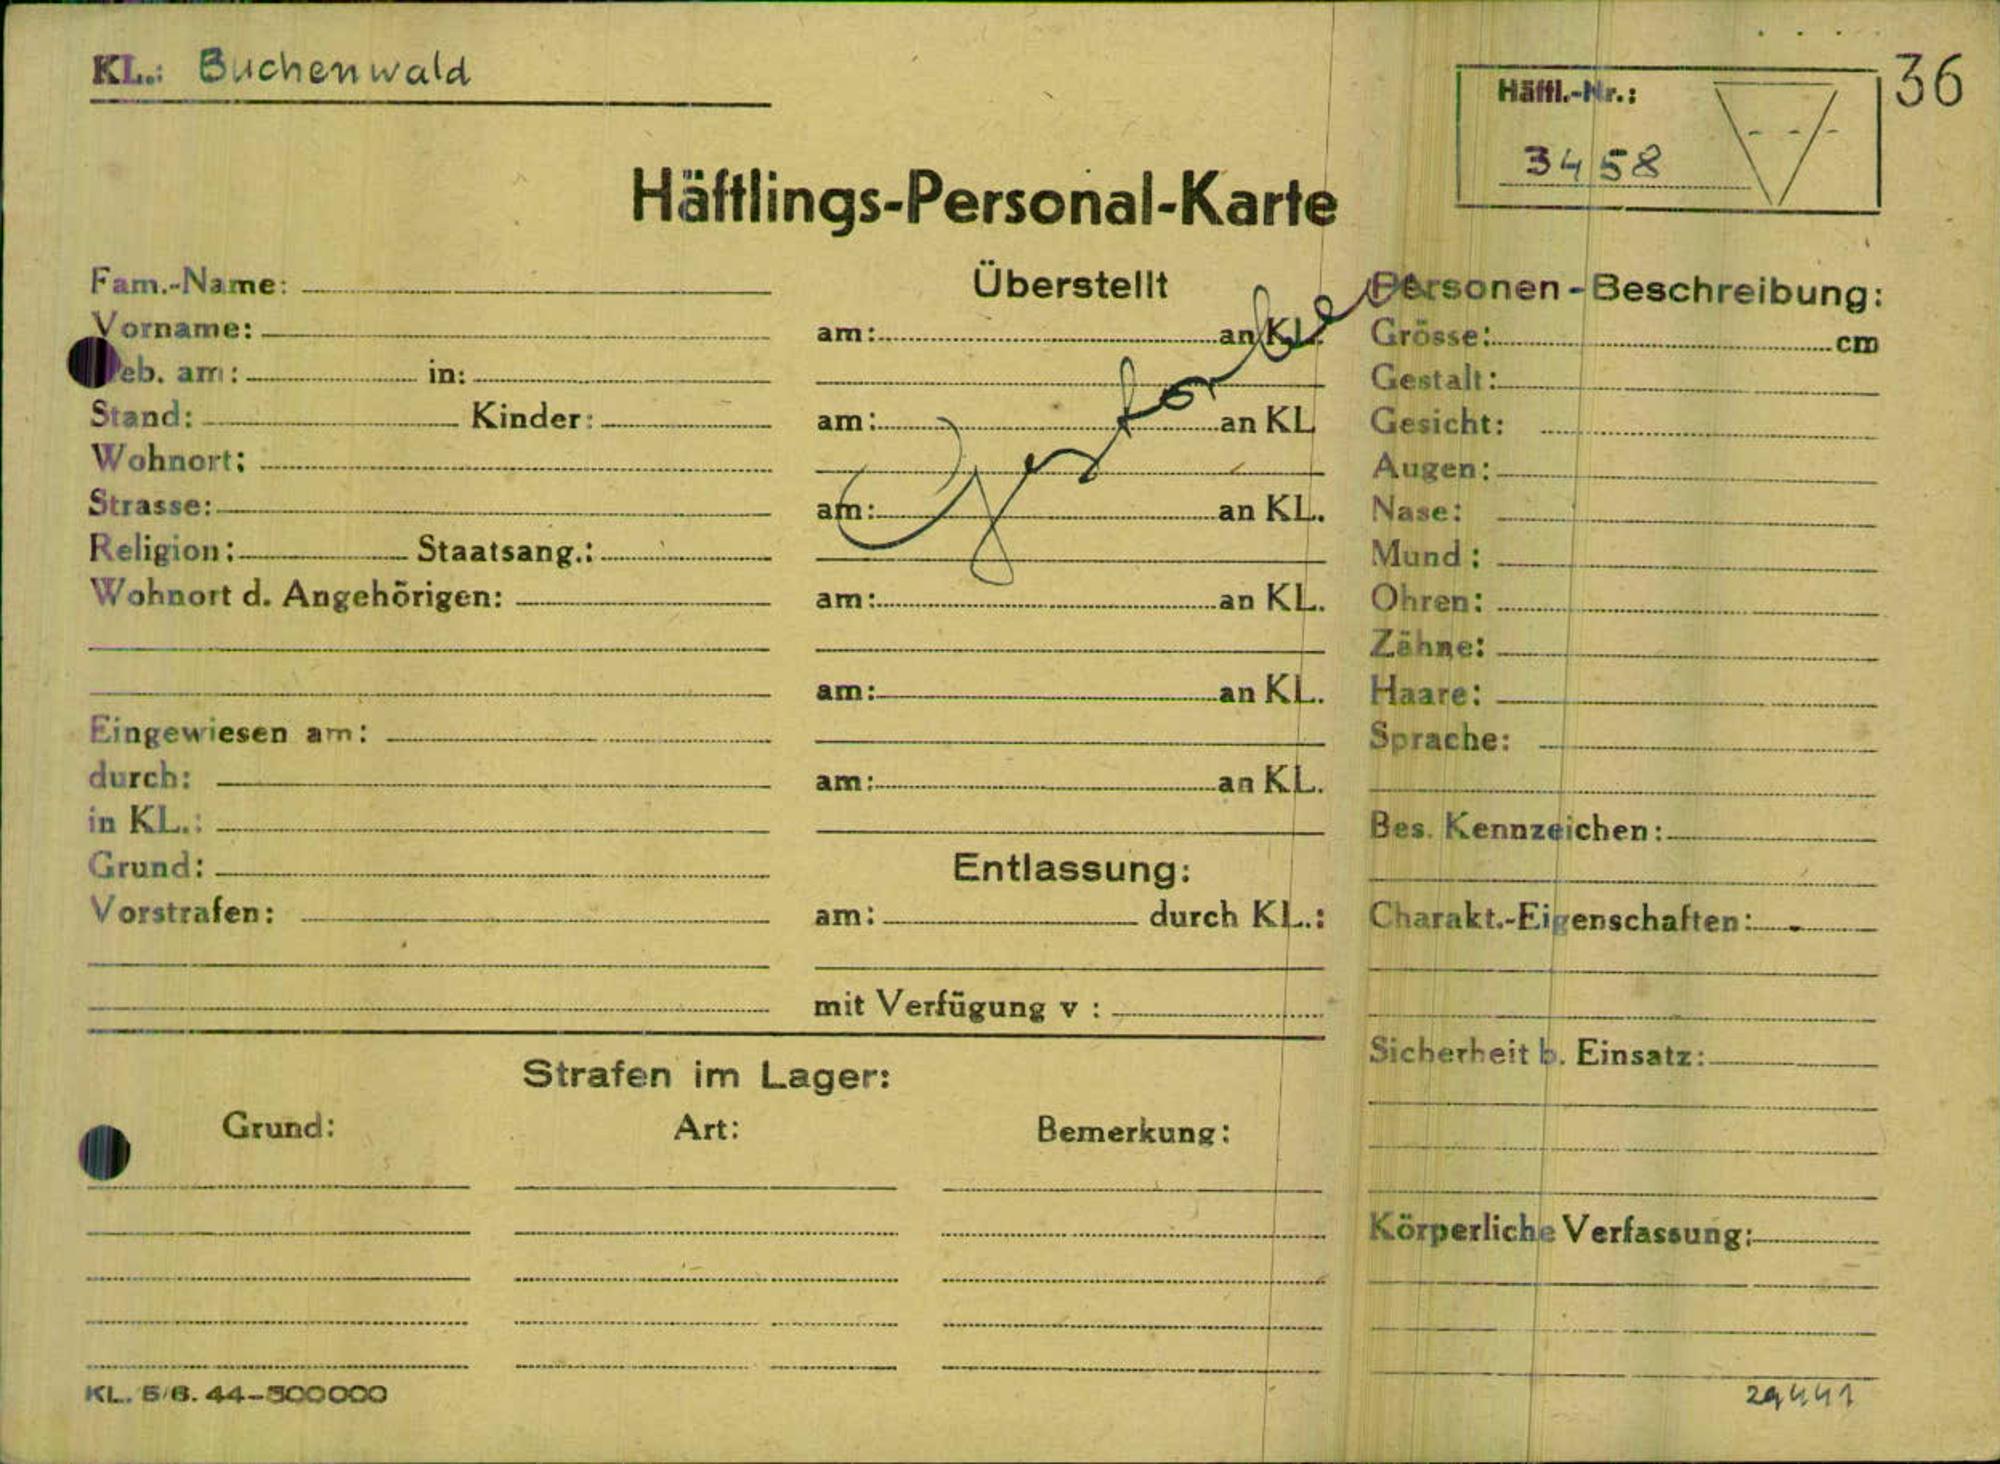 KL.: Buchenwald
Häftl.-Nr.:
3458
36
Häftlings-Personal-Karte
Fam.-Name:
Vorname:
Geb. am: in:
Stand: Kinder:
Wohnort:
Strasse:
Religion: Staatsang.:
Wohnort d. Angehörigen:
Eingewiesen am:
durch:
in KL.:
Grund:
Vorstrafen:
Überstellt
am: an KL.
am: an KL
am: an KL.
am: an KL.
am: an KL.
am: an KL.
Gestorben
Entlassung:
am: durch KL.:
mit Verfügung v :
Personen-Beschreibung:
Grösse: cm
Gestalt:
Gesicht:
Augen:
Nase:
Mund :
Ohren:
Zähne:
Haare:
Sprache:
Bes. Kennzeichen:
Charakt.-Eigenschaften:
Sicherheit b. Einsatz:
Körperliche Verfassung:
Strafen im Lager:
Grund: Art: Bemerkung:
KL. 5/6. 44-500000
29441